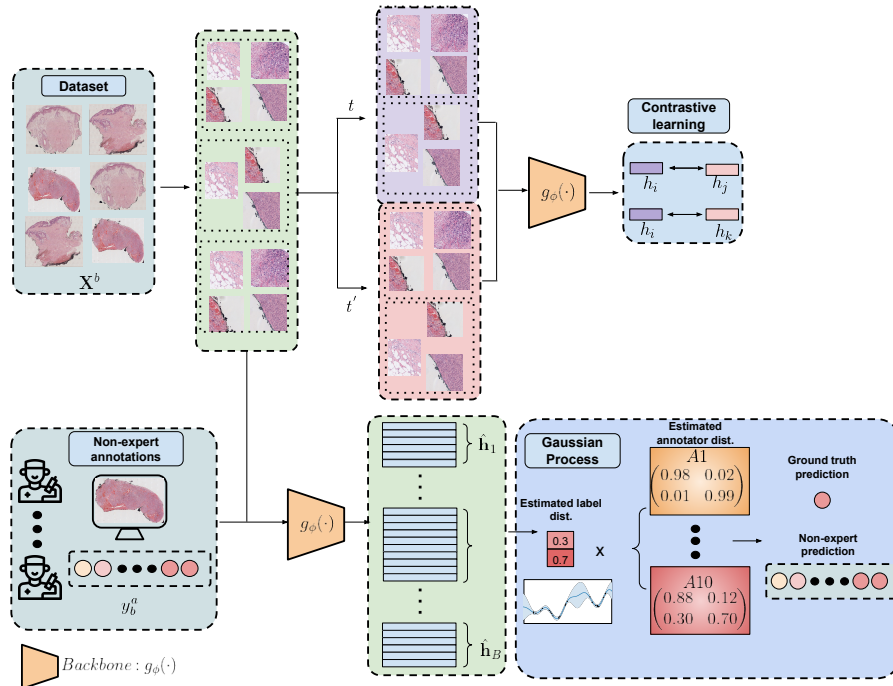 Dataset
X^b
t
t′
g_ϕ(·)
Contrastive
learning
h_i
h_j
h_i
h_k
Non-expert
annotations
y_b^a
g_ϕ(·)
ĥ_1
ĥ_B
Gaussian
Process
Estimated label
dist.
0.3
0.7
X
Estimated
annotator dist.
A1
0.98 0.02
0.01 0.99
A10
0.88 0.12
0.30 0.70
Ground truth
prediction
Non-expert
prediction
Backbone : g_ϕ(·)